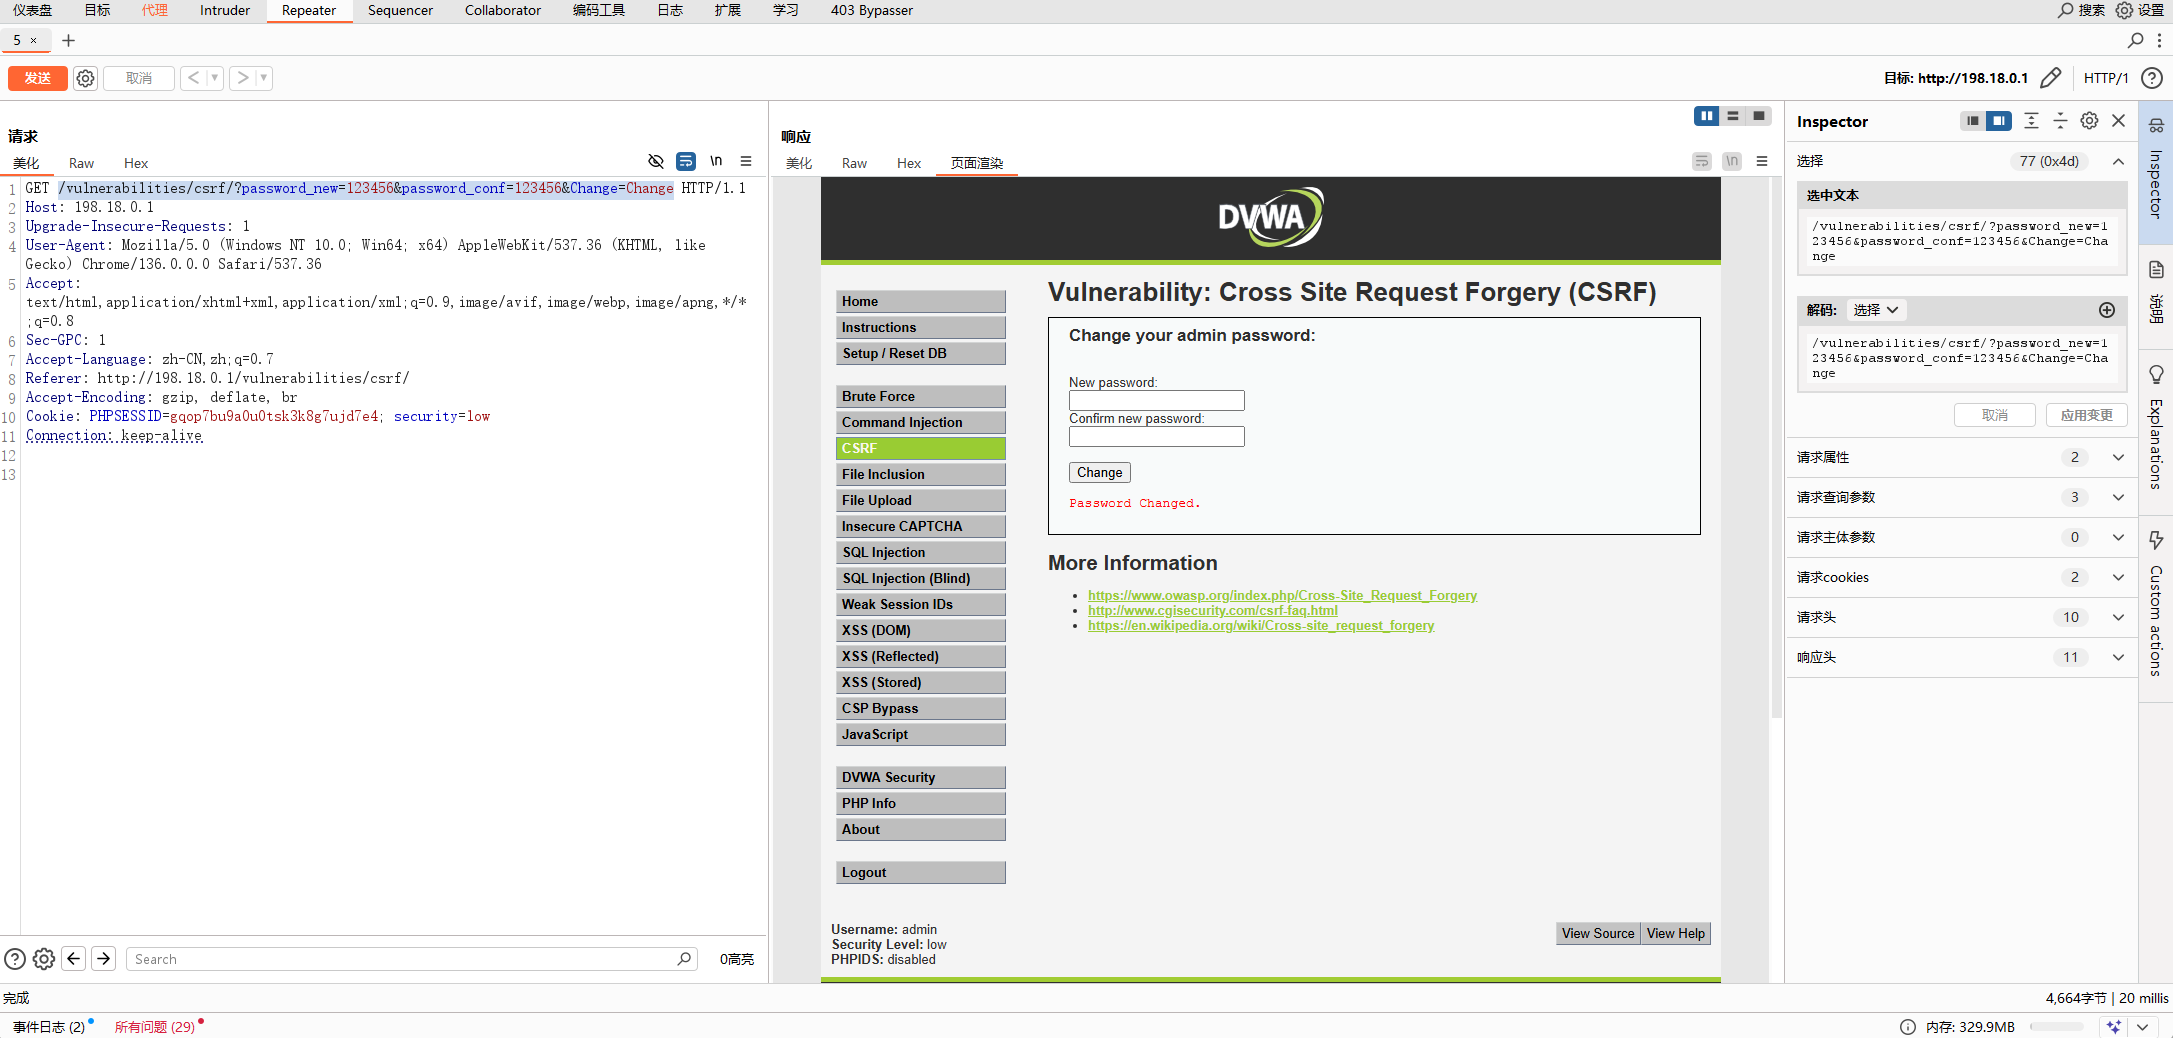 仪表盘 目标 代理 Intruder Repeater Sequencer Collaborator 编码工具 日志 扩展 学习 403 Bypasser 搜索 设置
5 × +
发送 取消 < > 目标: http://198.18.0.1 HTTP/1
请求
美化 Raw Hex \n
1 GET /vulnerabilities/csrf/?password_new=123456&password_conf=123456&Change=Change HTTP/1.1
2 Host: 198.18.0.1
3 Upgrade-Insecure-Requests: 1
4 User-Agent: Mozilla/5.0 (Windows NT 10.0; Win64; x64) AppleWebKit/537.36 (KHTML, like
Gecko) Chrome/136.0.0.0 Safari/537.36
5 Accept:
text/html,application/xhtml+xml,application/xml;q=0.9,image/avif,image/webp,image/apng,*/*
;q=0.8
6 Sec-GPC: 1
7 Accept-Language: zh-CN,zh;q=0.7
8 Referer: http://198.18.0.1/vulnerabilities/csrf/
9 Accept-Encoding: gzip, deflate, br
10 Cookie: PHPSESSID=gqop7bu9a0u0tsk3k8g7ujd7e4; security=low
11 Connection: keep-alive
12
13
Search 0高亮
响应
美化 Raw Hex 页面渲染 \n
DVWA
Home
Instructions
Setup / Reset DB
Brute Force
Command Injection
CSRF
File Inclusion
File Upload
Insecure CAPTCHA
SQL Injection
SQL Injection (Blind)
Weak Session IDs
XSS (DOM)
XSS (Reflected)
XSS (Stored)
CSP Bypass
JavaScript
DVWA Security
PHP Info
About
Logout
Vulnerability: Cross Site Request Forgery (CSRF)
Change your admin password:
New password:
Confirm new password:
Change
Password Changed.
More Information
https://www.owasp.org/index.php/Cross-Site_Request_Forgery
http://www.cgisecurity.com/csrf-faq.html
https://en.wikipedia.org/wiki/Cross-site_request_forgery
Username: admin
Security Level: low
PHPIDS: disabled
View Source View Help
Inspector
选择 77 (0x4d)
选中文本
/vulnerabilities/csrf/?password_new=1
23456&password_conf=123456&Change=Cha
nge
解码: 选择
/vulnerabilities/csrf/?password_new=1
23456&password_conf=123456&Change=Cha
nge
取消 应用变更
请求属性 2
请求查询参数 3
请求主体参数 0
请求cookies 2
请求头 10
响应头 11
Inspector
说明
Explanations
Custom actions
完成 4,664字节 | 20 millis
事件日志 (2) 所有问题 (29) 内存: 329.9MB